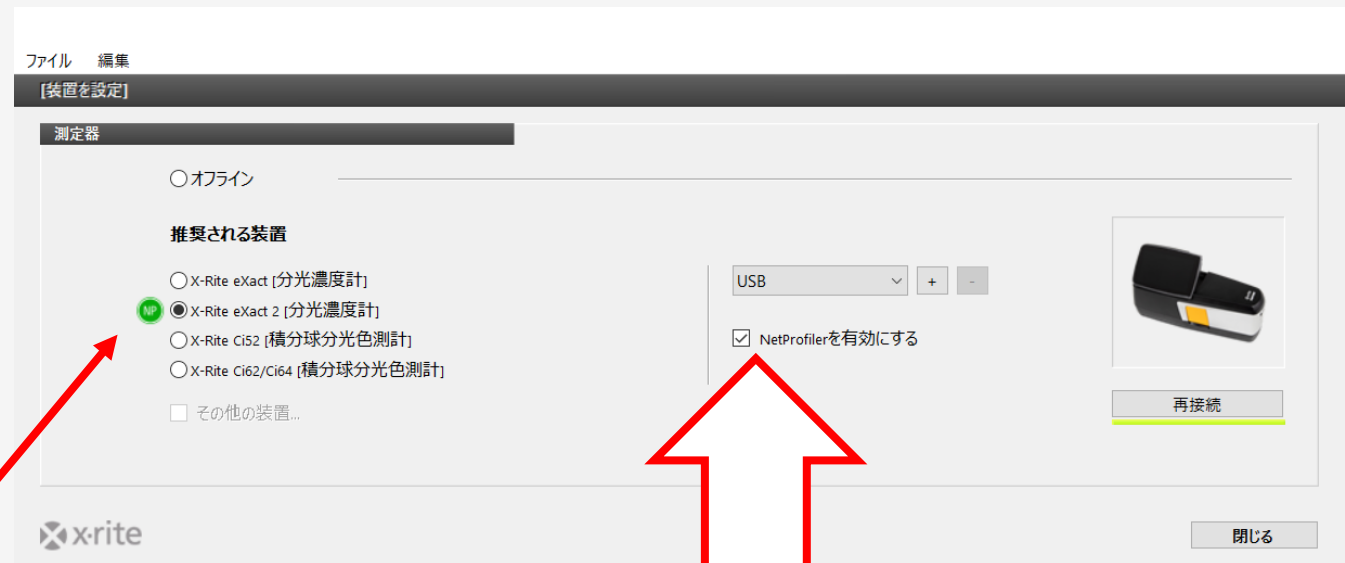 ファイル 編集
[装置を設定]
測定器
オフライン
推奨される装置
X-Rite eXact [分光濃度計]
NP
X-Rite eXact 2 [分光濃度計]
X-Rite Ci52 [積分球分光色測計]
X-Rite Ci62/Ci64 [積分球分光色測計]
その他の装置...
USB
+
-
NetProfilerを有効にする
再接続
x·rite
閉じる